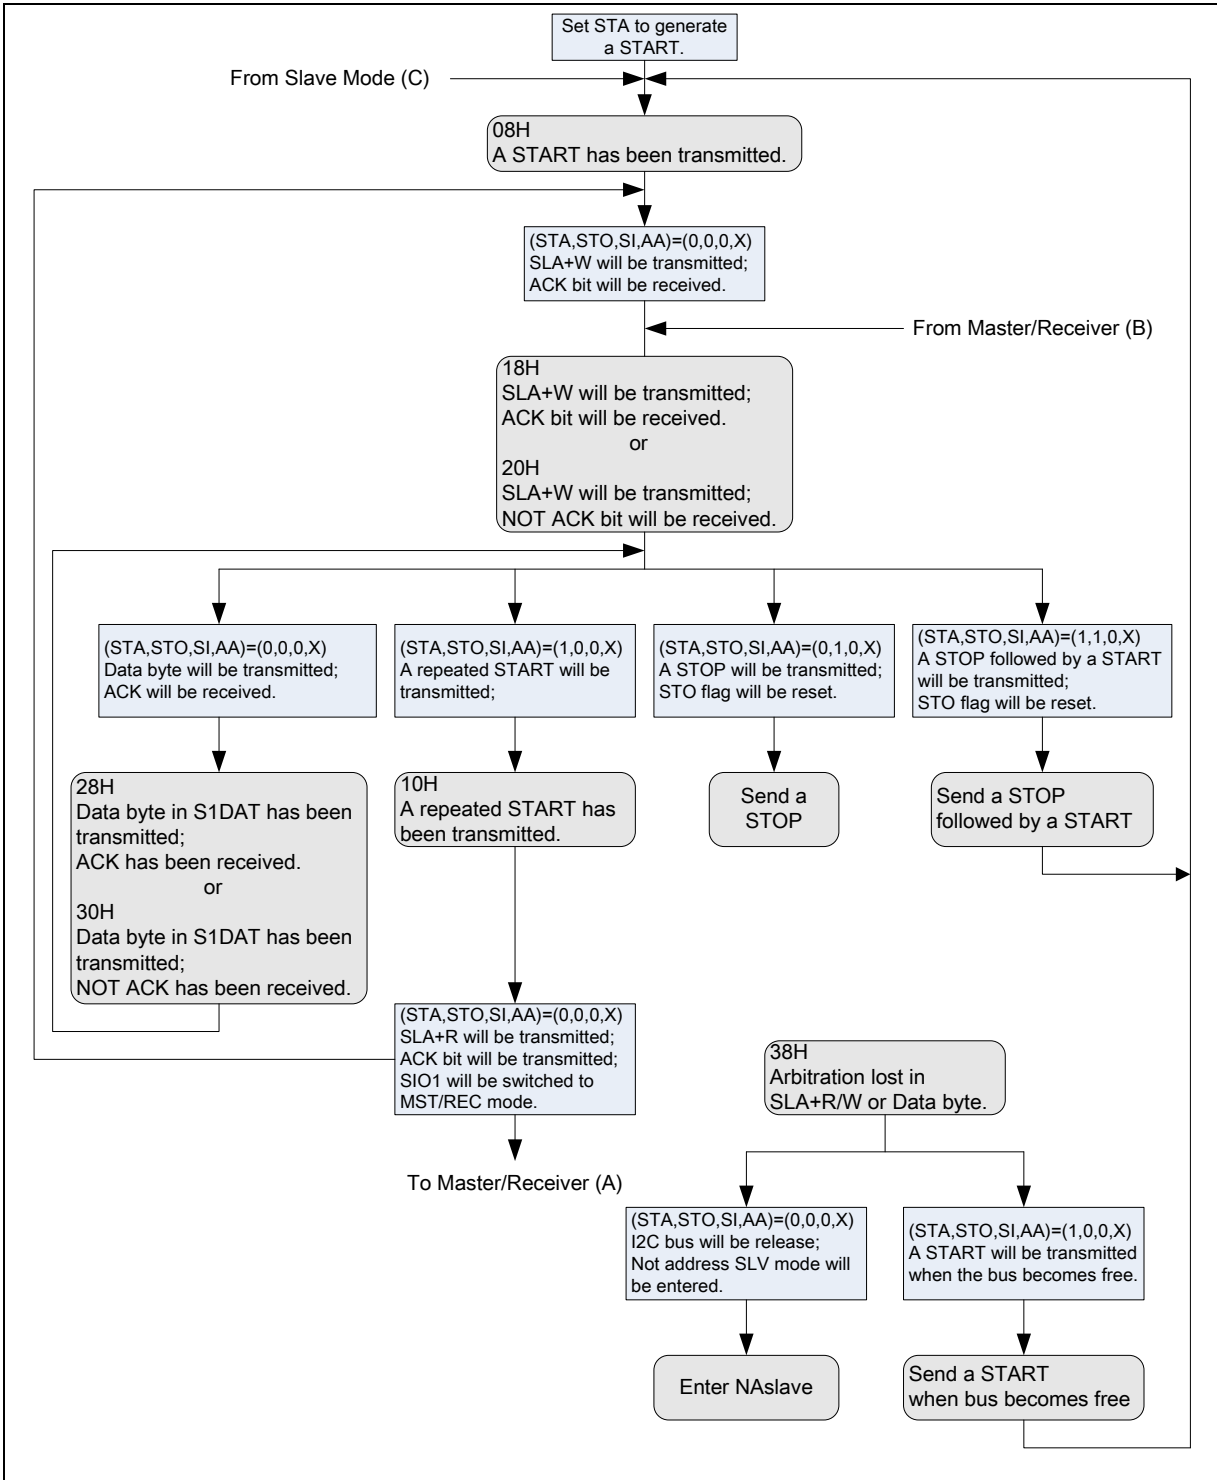 Set STA to generate
a START.
From Slave Mode (C)
08H
A START has been transmitted.
(STA,STO,SI,AA)=(0,0,0,X)
SLA+W will be transmitted;
ACK bit will be received.
From Master/Receiver (B)
18H
SLA+W will be transmitted;
ACK bit will be received.
or
20H
SLA+W will be transmitted;
NOT ACK bit will be received.
(STA,STO,SI,AA)=(0,0,0,X)
Data byte will be transmitted;
ACK will be received.
(STA,STO,SI,AA)=(1,0,0,X)
A repeated START will be
transmitted;
(STA,STO,SI,AA)=(0,1,0,X)
A STOP will be transmitted;
STO flag will be reset.
(STA,STO,SI,AA)=(1,1,0,X)
A STOP followed by a START
will be transmitted;
STO flag will be reset.
28H
Data byte in S1DAT has been
transmitted;
ACK has been received.
or
30H
Data byte in S1DAT has been
transmitted;
NOT ACK has been received.
10H
A repeated START has
been transmitted.
Send a
STOP
Send a STOP
followed by a START
(STA,STO,SI,AA)=(0,0,0,X)
SLA+R will be transmitted;
ACK bit will be transmitted;
SIO1 will be switched to
MST/REC mode.
To Master/Receiver (A)
38H
Arbitration lost in
SLA+R/W or Data byte.
(STA,STO,SI,AA)=(0,0,0,X)
I2C bus will be release;
Not address SLV mode will
be entered.
(STA,STO,SI,AA)=(1,0,0,X)
A START will be transmitted
when the bus becomes free.
Enter NAslave
Send a START
when bus becomes free